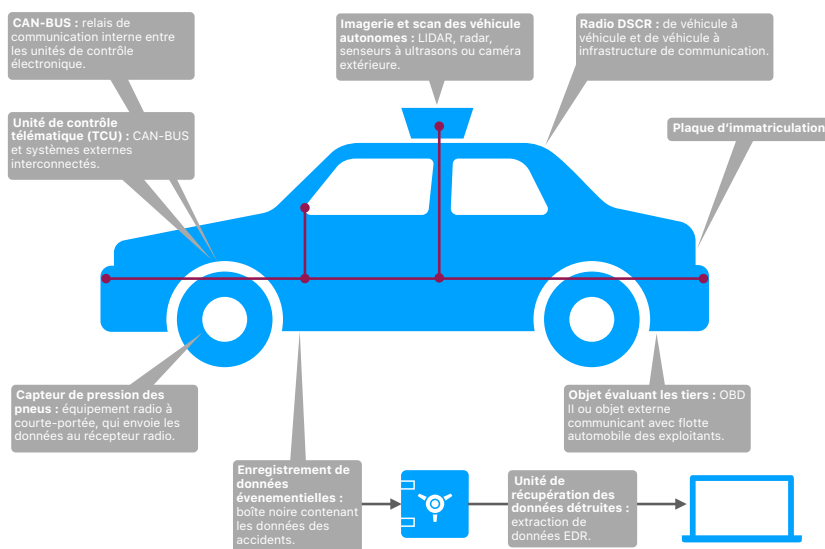 CAN-BUS : relais de
communication interne entre
les unités de contrôle
électronique.
Imagerie et scan des véhicule
autonomes : LIDAR, radar,
senseurs à ultrasons ou caméra
extérieure.
Radio DSCR : de véhicule à
véhicule et de véhicule à
infrastructure de communication.
Unité de contrôle
télématique (TCU) : CAN-BUS
et systèmes externes
interconnectés.
Plaque d’immatriculation
Capteur de pression des
pneus : équipement radio à
courte-portée, qui envoie les
données au récepteur radio.
Objet évaluant les tiers : OBD
II ou objet externe
communicant avec flotte
automobile des exploitants.
Enregistrement de
données
évenementielles :
boîte noire contenant
les données des
accidents.
Unité de
récupération des
données détruites :
extraction de
données EDR.